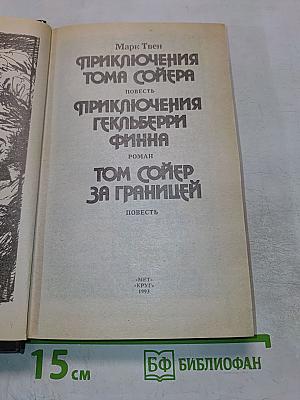 Марк Твен
ПРИКЛЮЧЕНИЯ
ТОМА СОЙЕРА
ПОВЕСТЬ
ПРИКЛЮЧЕНИЯ
ГЕКЛЬБЕРРИ
ФИННА
РОМАН
ТОМ СОЙЕР
ЗА ГРАНИЦЕЙ
ПОВЕСТЬ
«МЕТ»
«КРУГ»
1993
15 см
БФ БИБЛИОФАН